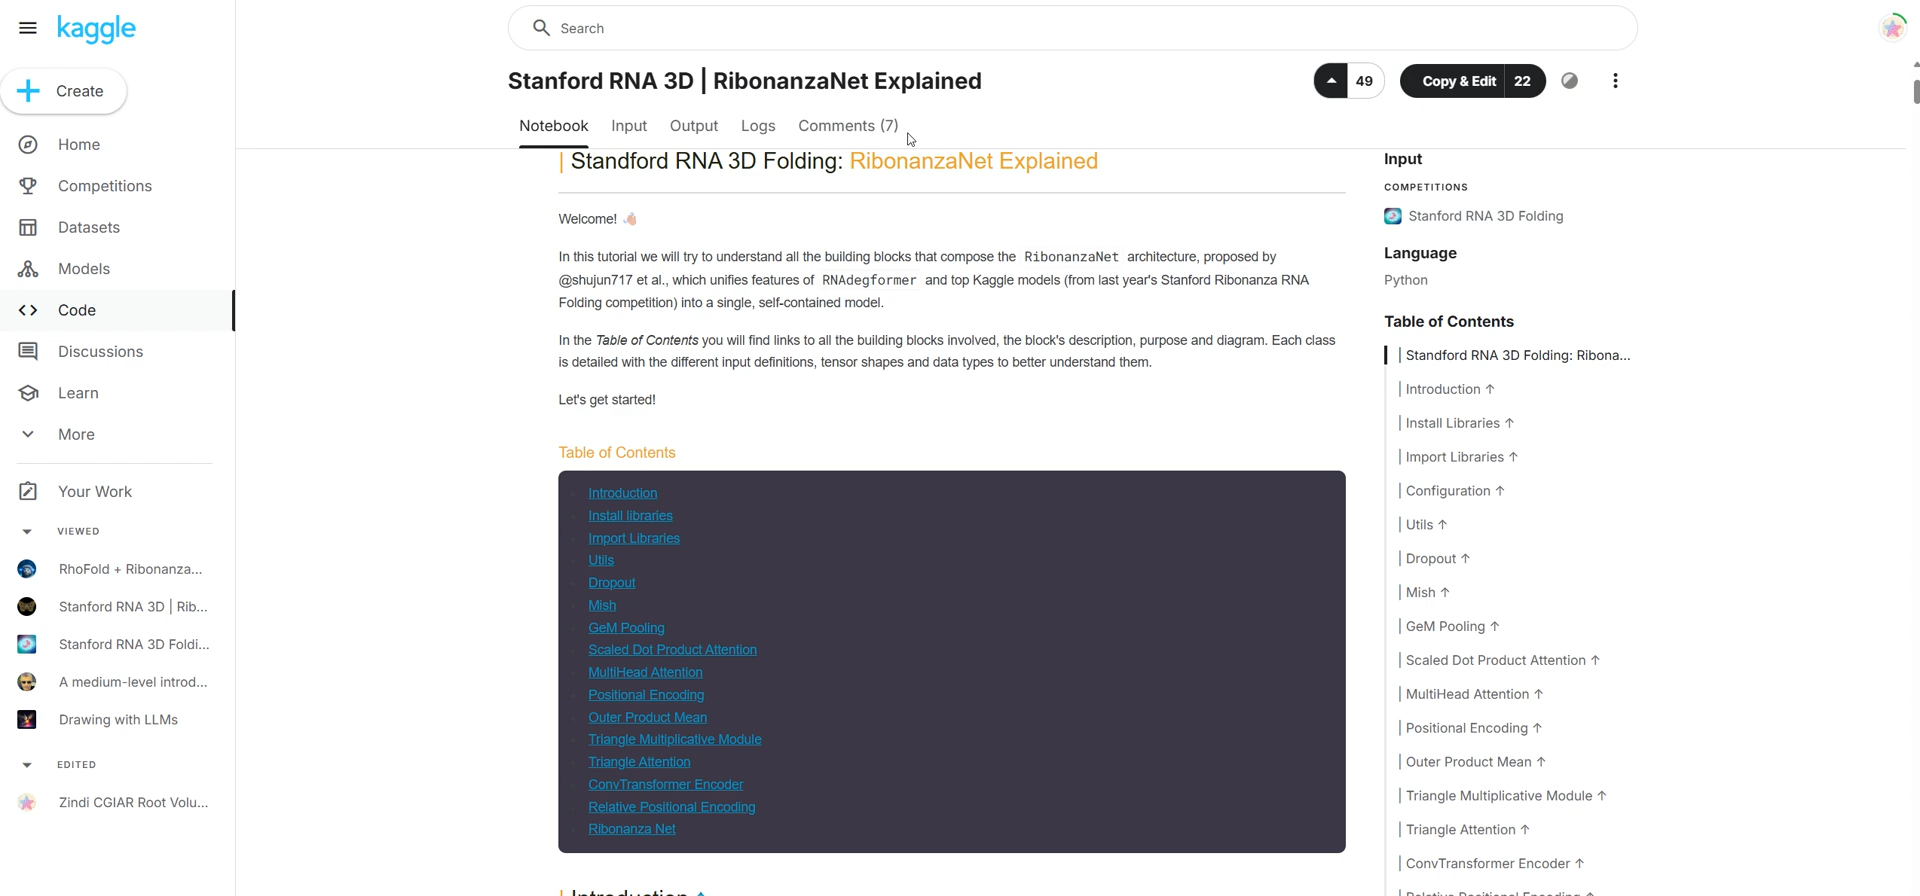 kaggle
Search
Create
Home
Competitions
Datasets
Models
Code
Discussions
Learn
More
Your Work
VIEWED
RhoFold + Ribonanza...
Stanford RNA 3D | Rib...
Stanford RNA 3D Foldi...
A medium-level introd...
Drawing with LLMs
EDITED
Zindi CGIAR Root Volu...
Stanford RNA 3D | RibonanzaNet Explained
49
Copy & Edit 22
Notebook Input Output Logs Comments (7)
| Standford RNA 3D Folding: RibonanzaNet Explained
Welcome! 👋
In this tutorial we will try to understand all the building blocks that compose the RibonanzaNet architecture, proposed by
@shujun717 et al., which unifies features of RNAdegformer and top Kaggle models (from last year's Stanford Ribonanza RNA
Folding competition) into a single, self-contained model.
In the Table of Contents you will find links to all the building blocks involved, the block's description, purpose and diagram. Each class
is detailed with the different input definitions, tensor shapes and data types to better understand them.
Let's get started!
Table of Contents
Introduction
Install libraries
Import Libraries
Utils
Dropout
Mish
GeM Pooling
Scaled Dot Product Attention
MultiHead Attention
Positional Encoding
Outer Product Mean
Triangle Multiplicative Module
Triangle Attention
ConvTransformer Encoder
Relative Positional Encoding
Ribonanza Net
| Introduction ↑
Input
COMPETITIONS
Stanford RNA 3D Folding
Language
Python
Table of Contents
| Standford RNA 3D Folding: Ribona...
| Introduction ↑
| Install Libraries ↑
| Import Libraries ↑
| Configuration ↑
| Utils ↑
| Dropout ↑
| Mish ↑
| GeM Pooling ↑
| Scaled Dot Product Attention ↑
| MultiHead Attention ↑
| Positional Encoding ↑
| Outer Product Mean ↑
| Triangle Multiplicative Module ↑
| Triangle Attention ↑
| ConvTransformer Encoder ↑
| Relative Positional Encoding ↑